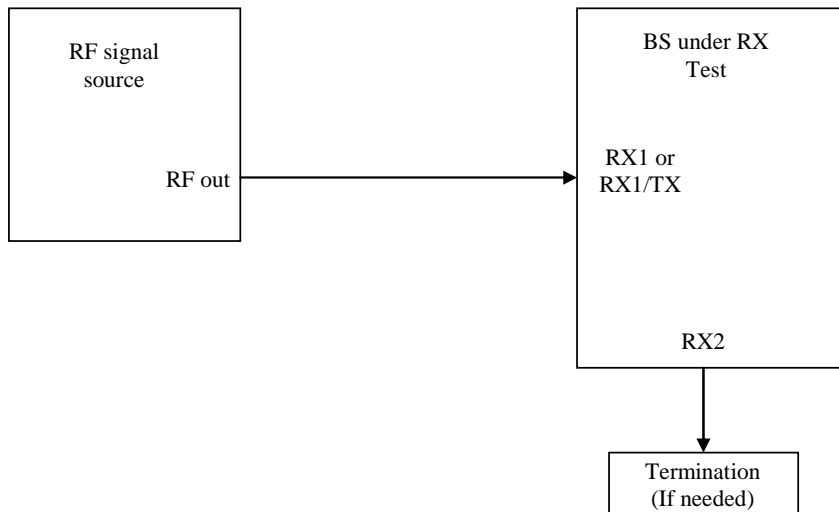 RF signal
source
RF out
BS under RX
Test
RX1 or
RX1/TX
RX2
Termination
(If needed)